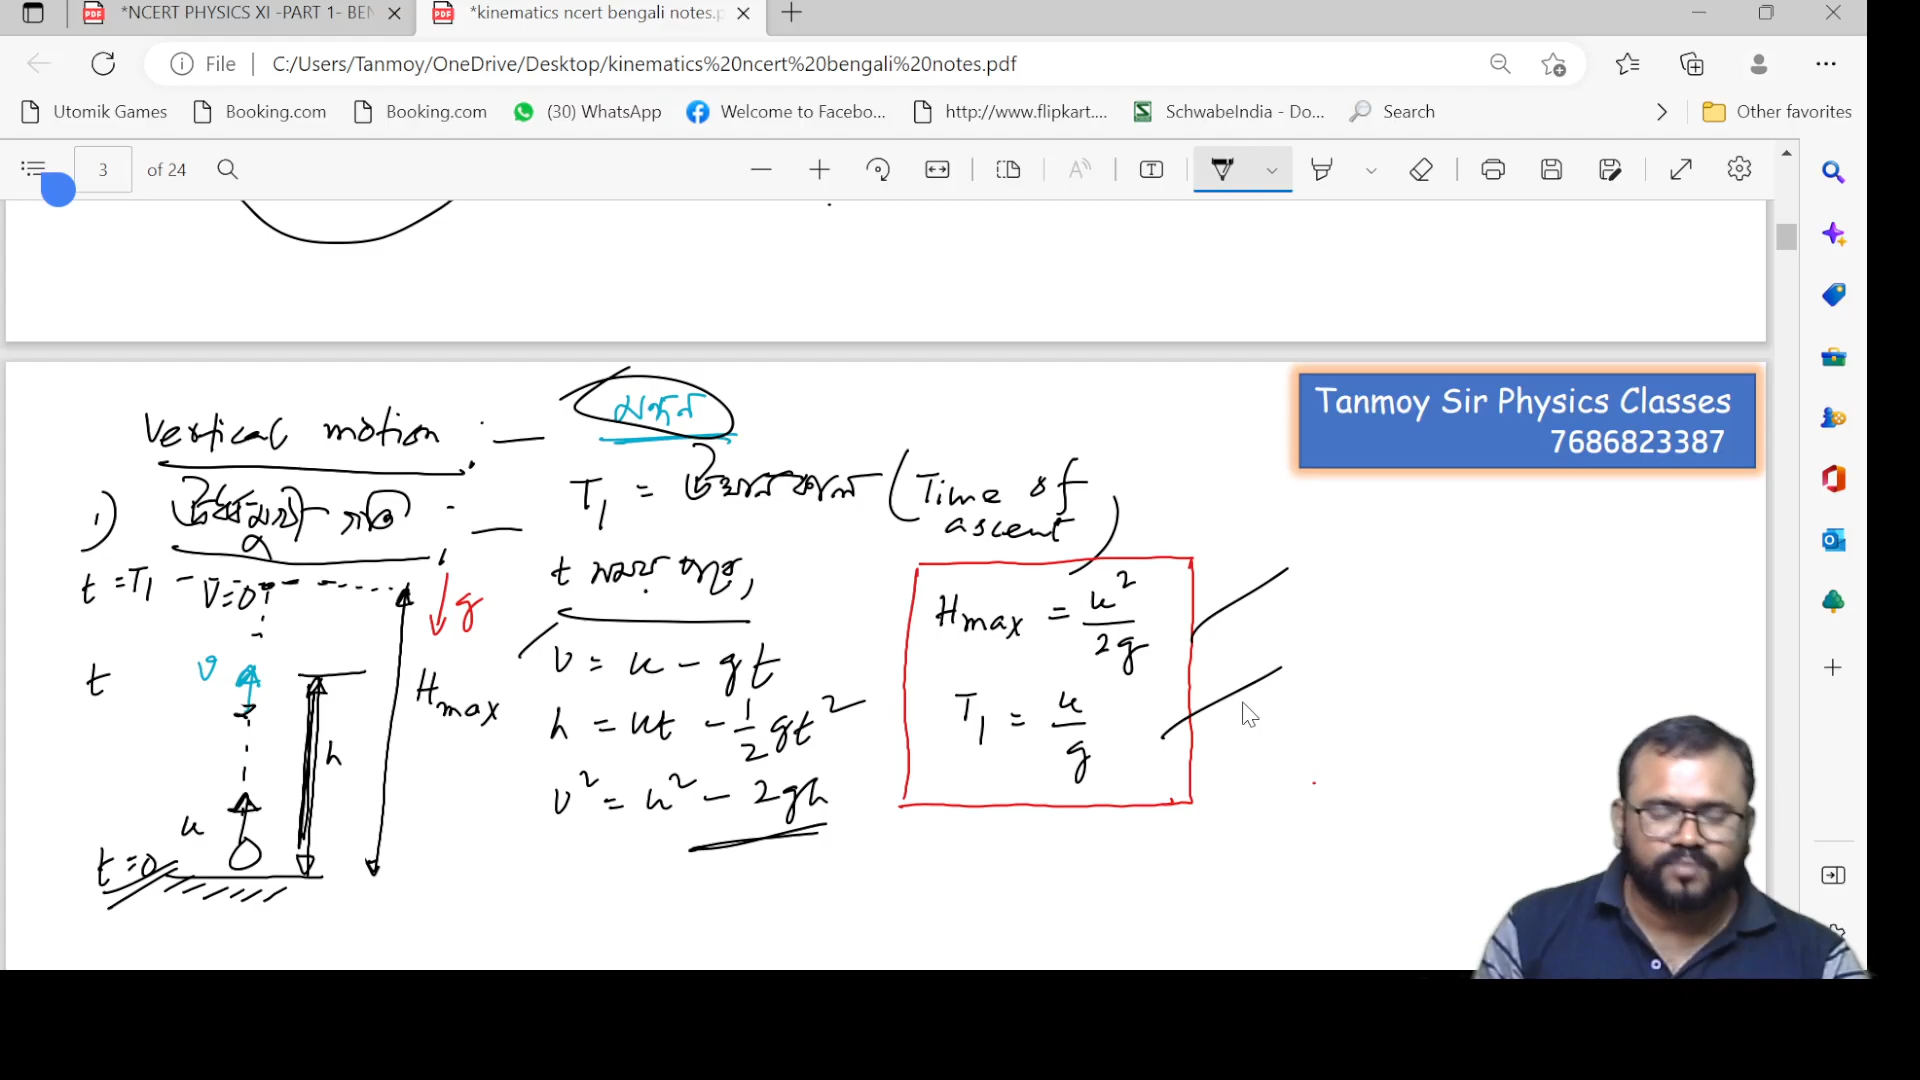 *NCERT PHYSICS XI -PART 1- BEN
*kinematics ncert bengali notes.p
File
C:/Users/Tanmoy/OneDrive/Desktop/kinematics%20ncert%20bengali%20notes.pdf
Utomik Games
Booking.com
Booking.com
(30) WhatsApp
Welcome to Facebo...
http://www.flipkart....
SchwabeIndia - Do...
Search
Other favorites
3 of 24
Tanmoy Sir Physics Classes
7686823387
Vertical motion : —
T₁ = (Time of ascent)
1)
t = T₁ V=0
g
t
v
h
Hmax
u
t=0
v = u − gt
h = ut − 1/2 gt²
v² = u² − 2gh
Hmax = u²/2g
T₁ = u/g